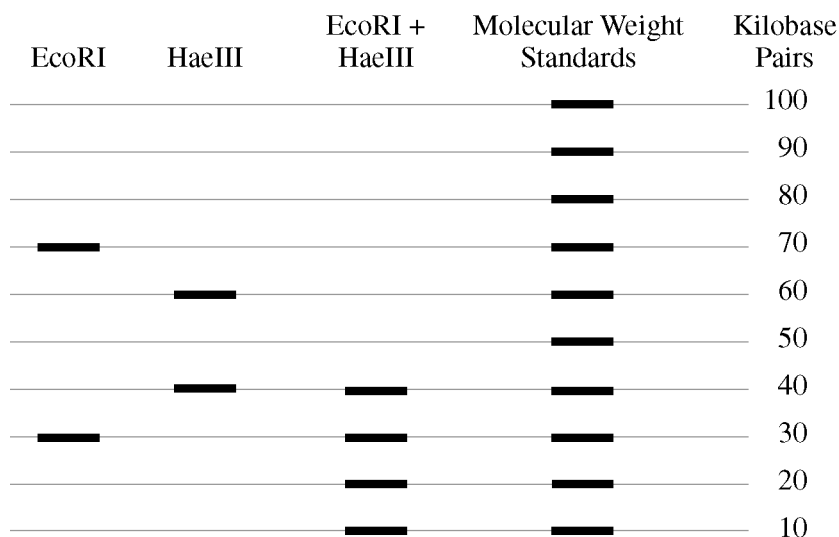 EcoRI
HaeIII
EcoRI +
HaeIII
Molecular Weight
Standards
Kilobase
Pairs
100
90
80
70
60
50
40
30
20
10